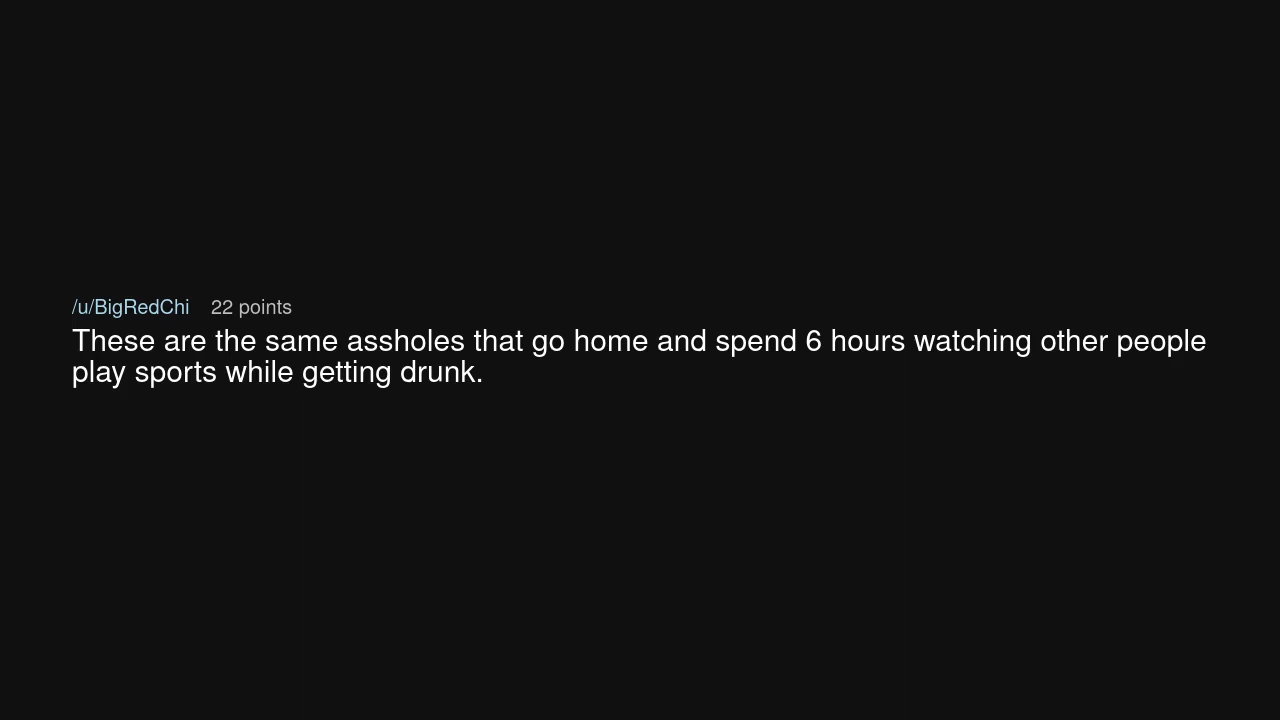 /u/BigRedChi 22 points
These are the same assholes that go home and spend 6 hours watching other people
play sports while getting drunk.